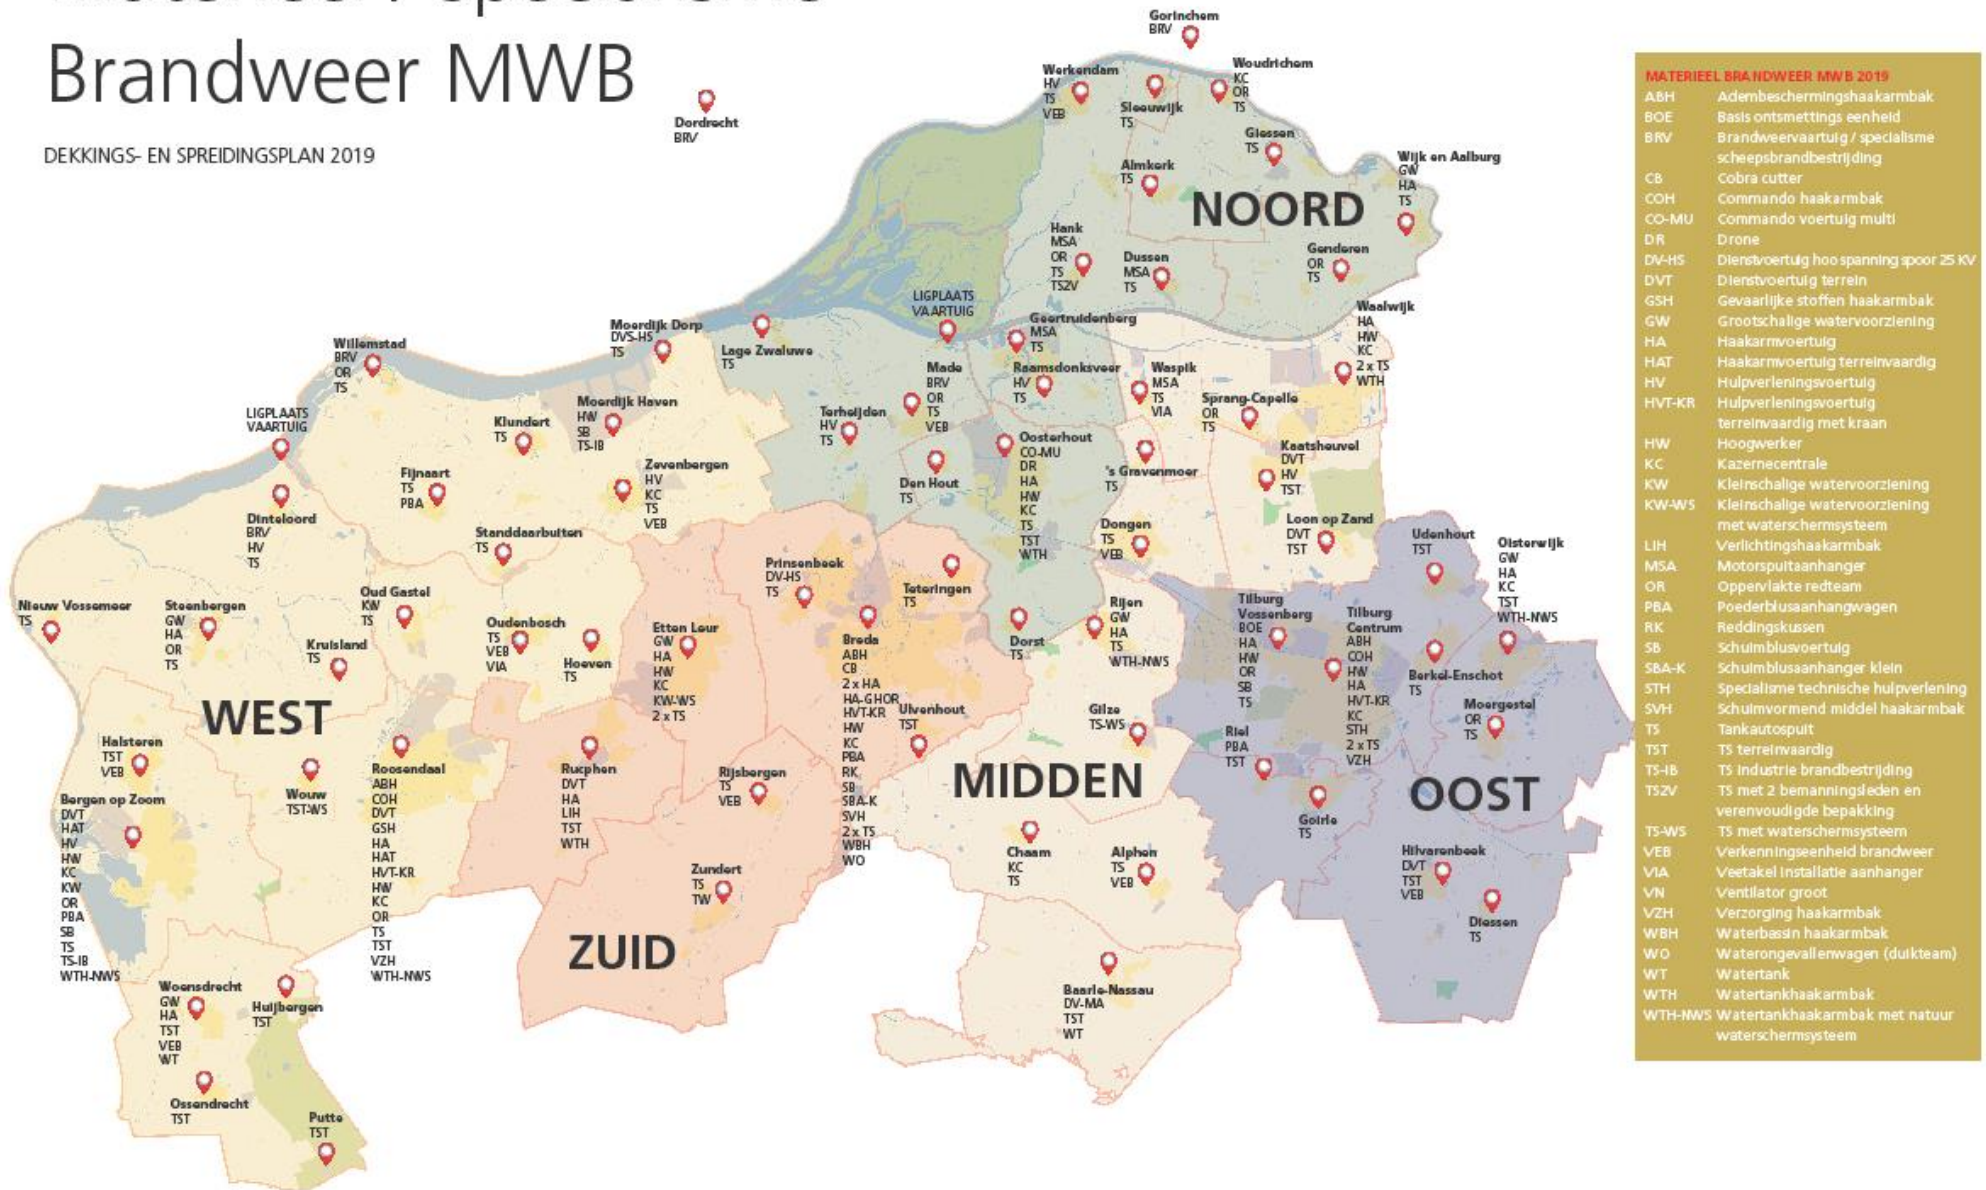 Brandweer MWB
DEKKINGS- EN SPREIDINGSPLAN 2019
Gorinchem
BRV
Dordrecht
BRV
NOORD
Werkendam
HV
TS
VEB
Sleeuwijk
TS
Woudrichem
KC
OR
TS
Giessen
TS
Almkerk
TS
Wijk en Aalburg
GW
HA
TS
Hank
MSA
OR
TS
TS2V
Dussen
MSA
TS
Genderen
OR
TS
LIGPLAATS
VAARTUIG
Geertruidenberg
MSA
TS
Raamsdonksveer
HV
TS
Made
BRV
OR
TS
VEB
Lage Zwaluwe
TS
Terheijden
HV
TS
Den Hout
TS
Oosterhout
CO-MU
DR
HA
HW
KC
TS
TST
WTH
Dorst
TS
WEST
Moerdijk Dorp
DVS-HS
TS
Willemstad
BRV
OR
TS
LIGPLAATS
VAARTUIG
Klundert
TS
Moerdijk Haven
HW
SB
TS-IB
Zevenbergen
HV
KC
TS
VEB
Fijnaart
TS
PBA
Dinteloord
BRV
HV
TS
Standdaarbuiten
TS
Nieuw Vossemeer
TS
Steenbergen
GW
HA
OR
TS
Oud Gastel
KW
TS
Kruisland
TS
Oudenbosch
TS
VEB
VIA
Hoeven
TS
Halsteren
TST
VEB
Bergen op Zoom
DVT
HAT
HV
HW
KC
KW
OR
PBA
SB
TS
TS-IB
WTH-NWS
Wouw
TST-WS
Roosendaal
ABH
COH
DVT
GSH
HA
HAT
HVT-KR
HW
KC
OR
TS
TST
VZH
WTH-NWS
Woensdrecht
GW
HA
TST
VEB
WT
Huijbergen
TST
Ossendrecht
TST
Putte
TST
ZUID
Etten Leur
GW
HA
HW
KC
KW-WS
2 x TS
Prinsenbeek
DV-HS
TS
Teteringen
TS
Breda
ABH
CB
2 x HA
HA-GHOR
HVT-KR
HW
KC
PBA
RK
SB
SBA-K
SVH
2 x TS
WBH
WO
Ulvenhout
TST
Rucphen
DVT
HA
LIH
TST
WTH
Rijsbergen
TS
VEB
Zundert
TS
TW
MIDDEN
Waalwijk
HA
HW
KC
2 x TS
WTH
Waspik
MSA
TS
VIA
Sprang-Capelle
OR
TS
Kaatsheuvel
DVT
HV
TST
's Gravenmoer
TS
Dongen
TS
VEB
Loon op Zand
DVT
TST
Rijen
GW
HA
TS
WTH-NWS
Gilze
TS-WS
Chaam
KC
TS
Alphen
TS
VEB
Baarle-Nassau
DV-MA
TST
WT
OOST
Udenhout
TST
Oisterwijk
GW
HA
KC
TST
WTH-NWS
Tilburg
Vossenberg
BOE
HA
HW
OR
SB
TS
Tilburg
Centrum
ABH
COH
HW
HA
HVT-KR
KC
STH
2 x TS
VZH
Berkel-Enschot
TS
Moergestel
OR
TS
Riel
PBA
TST
Goirle
TS
Hilvarenbeek
DVT
TST
VEB
Diessen
TS
MATERIEEL BRANDWEER MWB 2019
ABH Adembeschermingshaakarmbak
BOE Basis ontsmettings eenheid
BRV Brandweervaartuig / specialisme
scheepsbrandbestrijding
CB Cobra cutter
COH Commando haakarmbak
CO-MU Commando voertuig multi
DR Drone
DV-HS Dienstvoertuig hoo spanning spoor 25 KV
DVT Dienstvoertuig terrein
GSH Gevaarlijke stoffen haakarmbak
GW Grootschalige watervoorziening
HA Haakarmvoertuig
HAT Haakarmvoertuig terreinvaardig
HV Hulpverleningsvoertuig
HVT-KR Hulpverleningsvoertuig
terreinvaardig met kraan
HW Hoogwerker
KC Kazernecentrale
KW Kleinschalige watervoorziening
KW-WS Kleinschalige watervoorziening
met waterschermsysteem
LIH Verlichtingshaakarmbak
MSA Motorspuitaanhanger
OR Oppervlakte redteam
PBA Poederblusaanhangwagen
RK Reddingskussen
SB Schuimblusvoertuig
SBA-K Schuimblusaanhanger klein
STH Specialisme technische hulpverlening
SVH Schuimvormend middel haakarmbak
TS Tankautospuit
TST TS terreinvaardig
TS-IB TS industrie brandbestrijding
TS2V TS met 2 bemanningsleden en
verenvoudigde bepakking
TS-WS TS met waterschermsysteem
VEB Verkenningseenheid brandweer
VIA Veetakel installatie aanhanger
VN Ventilator groot
VZH Verzorging haakarmbak
WBH Waterbassin haakarmbak
WO Waterongevallenwagen (duikteam)
WT Watertank
WTH Watertankhaakarmbak
WTH-NWS Watertankhaakarmbak met natuur
waterschermsysteem